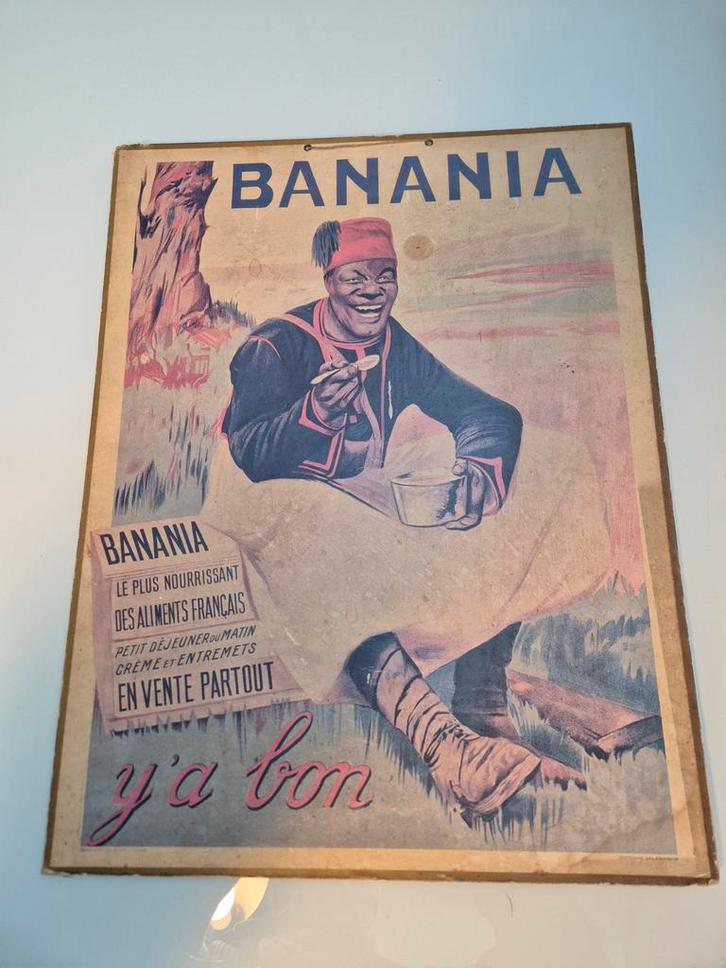 BANANIA
BANANIA
LE PLUS NOURRISSANT
DES ALIMENTS FRANÇAIS
PETIT DÉJEUNER DU MATIN
CRÈME ET ENTREMETS
EN VENTE PARTOUT
y'a bon